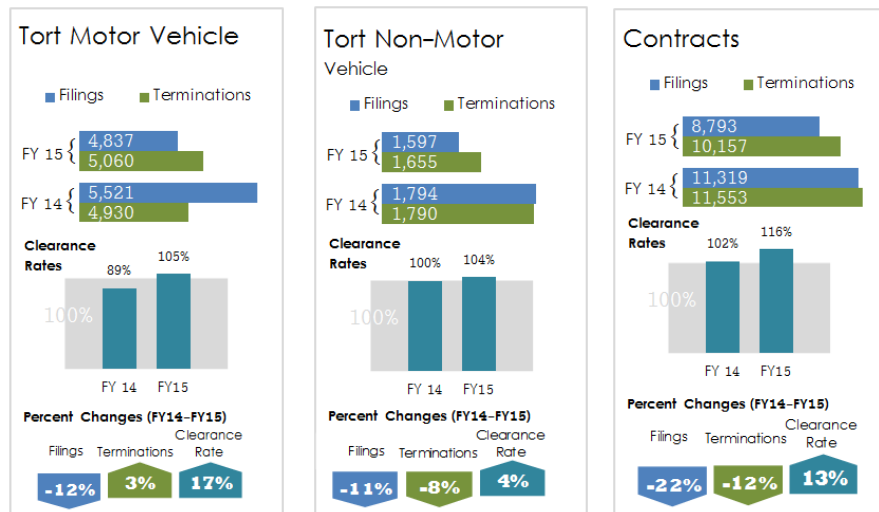 Tort Motor Vehicle
Filings Terminations
FY 15 { 4,837
5,060
FY 14 { 5,521
4,930
Clearance
Rates
89% 105%
100%
FY 14 FY15
Percent Changes (FY14-FY15)
Filings Terminations Clearance
Rate
-12% 3% 17%
Tort Non-Motor
Vehicle
Filings Terminations
FY 15 { 1,597
1,655
FY 14 { 1,794
1,790
Clearance
Rates
100% 104%
100%
FY 14 FY15
Percent Changes (FY14-FY15)
Filings Terminations Clearance
Rate
-11% -8% 4%
Contracts
Filings Terminations
FY 15 { 8,793
10,157
FY 14 { 11,319
11,553
Clearance
Rates
102% 116%
100%
FY 14 FY15
Percent Changes (FY14-FY15)
Filings Terminations Clearance
Rate
-22% -12% 13%